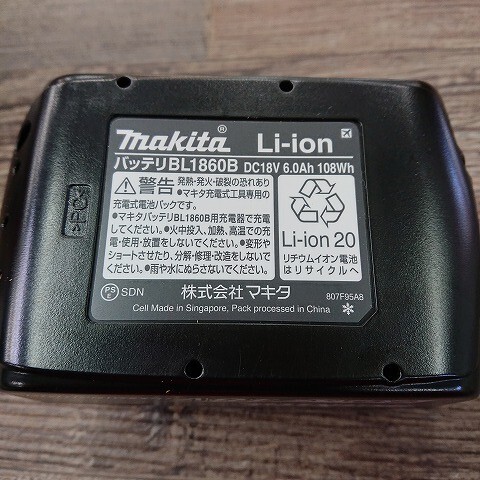 makita® Li-ion
バッテリBL1860B DC18V 6.0Ah 108Wh
警告 発熱・発火・破裂の恐れあり
●マキタ充電式工具専用の
充電式電池パックです。
●マキタバッテリBL1860B用充電器で充電
してください。●火中投入、加熱、高温での充
電・使用・放置をしないでください。●変形や
ショートさせたり、分解・修理・改造をしないで
ください。●雨や水にぬらさないでください。
Li-ion 20
リチウムイオン電池
はリサイクルへ
PS
E SDN 株式会社マキタ 807F95A8
Cell Made in Singapore, Pack processed in China